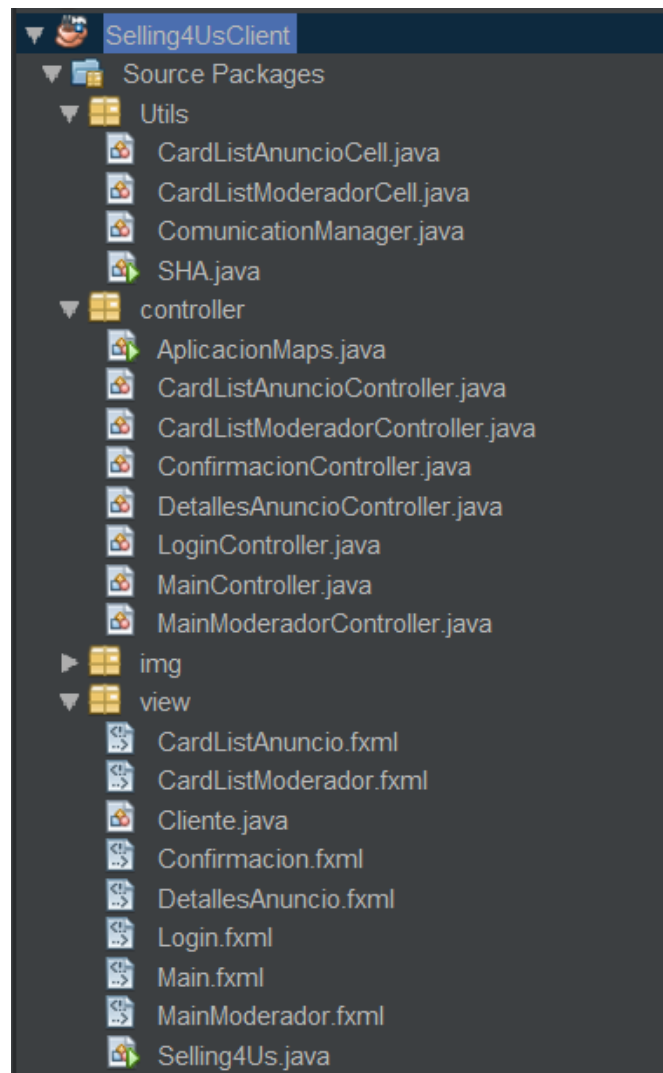 Selling4UsClient
Source Packages
Utils
CardListAnuncioCell.java
CardListModeradorCell.java
ComunicationManager.java
SHA.java
controller
AplicacionMaps.java
CardListAnuncioController.java
CardListModeradorController.java
ConfirmacionController.java
DetallesAnuncioController.java
LoginController.java
MainController.java
MainModeradorController.java
img
view
CardListAnuncio.fxml
CardListModerador.fxml
Cliente.java
Confirmacion.fxml
DetallesAnuncio.fxml
Login.fxml
Main.fxml
MainModerador.fxml
Selling4Us.java